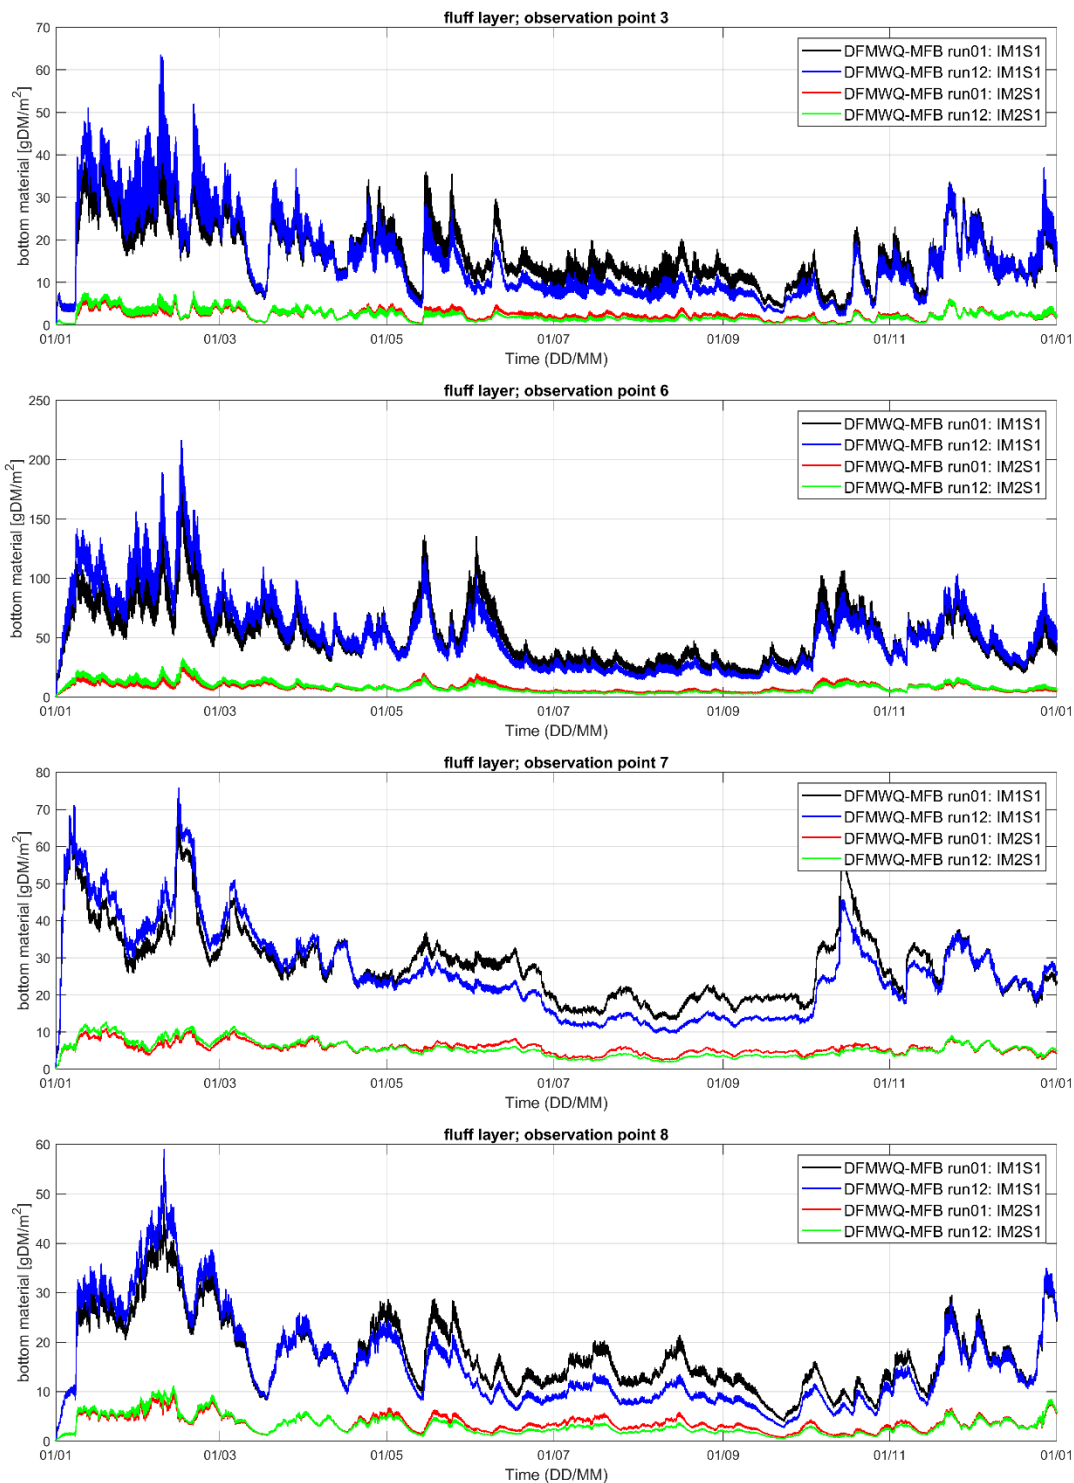 fluff layer; observation point 3
bottom material [gDM/m²]
70
60
50
40
30
20
10
0
DFMWQ-MFB run01: IM1S1
DFMWQ-MFB run12: IM1S1
DFMWQ-MFB run01: IM2S1
DFMWQ-MFB run12: IM2S1
01/01 01/03 01/05 01/07 01/09 01/11 01/01
Time (DD/MM)
fluff layer; observation point 6
bottom material [gDM/m²]
250
200
150
100
50
0
DFMWQ-MFB run01: IM1S1
DFMWQ-MFB run12: IM1S1
DFMWQ-MFB run01: IM2S1
DFMWQ-MFB run12: IM2S1
01/01 01/03 01/05 01/07 01/09 01/11 01/01
Time (DD/MM)
fluff layer; observation point 7
bottom material [gDM/m²]
80
70
60
50
40
30
20
10
0
DFMWQ-MFB run01: IM1S1
DFMWQ-MFB run12: IM1S1
DFMWQ-MFB run01: IM2S1
DFMWQ-MFB run12: IM2S1
01/01 01/03 01/05 01/07 01/09 01/11 01/01
Time (DD/MM)
fluff layer; observation point 8
bottom material [gDM/m²]
60
50
40
30
20
10
0
DFMWQ-MFB run01: IM1S1
DFMWQ-MFB run12: IM1S1
DFMWQ-MFB run01: IM2S1
DFMWQ-MFB run12: IM2S1
01/01 01/03 01/05 01/07 01/09 01/11 01/01
Time (DD/MM)